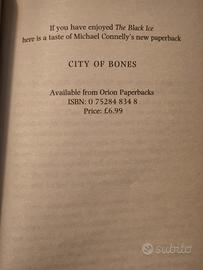 If you have enjoyed The Black Ice
here is a taste of Michael Connelly's new paperback
CITY OF BONES
Available from Orion Paperbacks
ISBN: 0 75284 834 8
Price: £6.99
subito